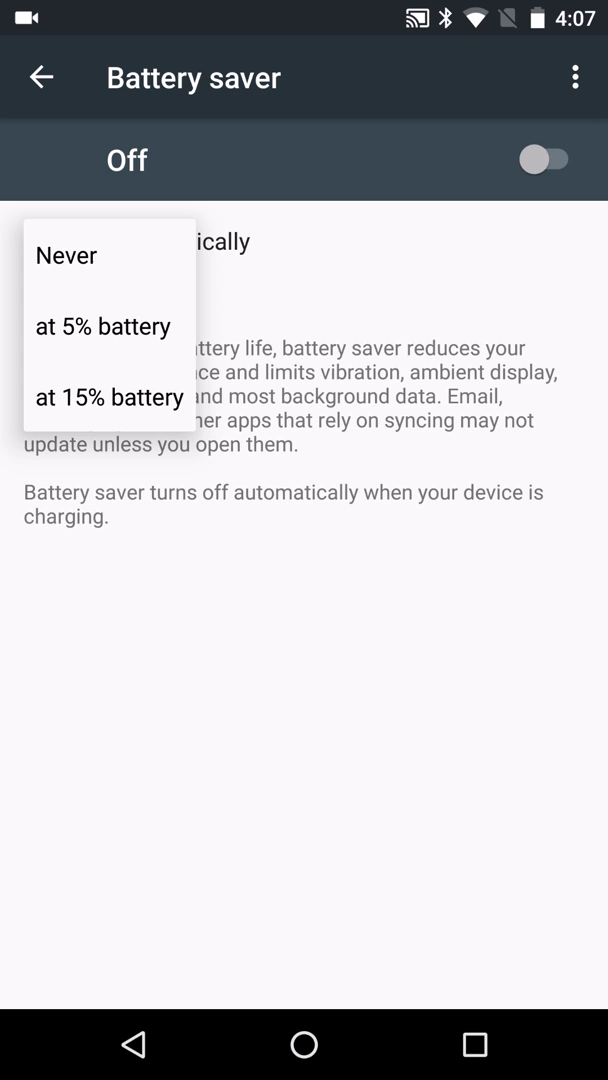 4:07
Battery saver
Off
ically
Never
at 5% battery
ttery life, battery saver reduces your
ce and limits vibration, ambient display,
at 15% battery
and most background data. Email,
her apps that rely on syncing may not
update unless you open them.
Battery saver turns off automatically when your device is
charging.